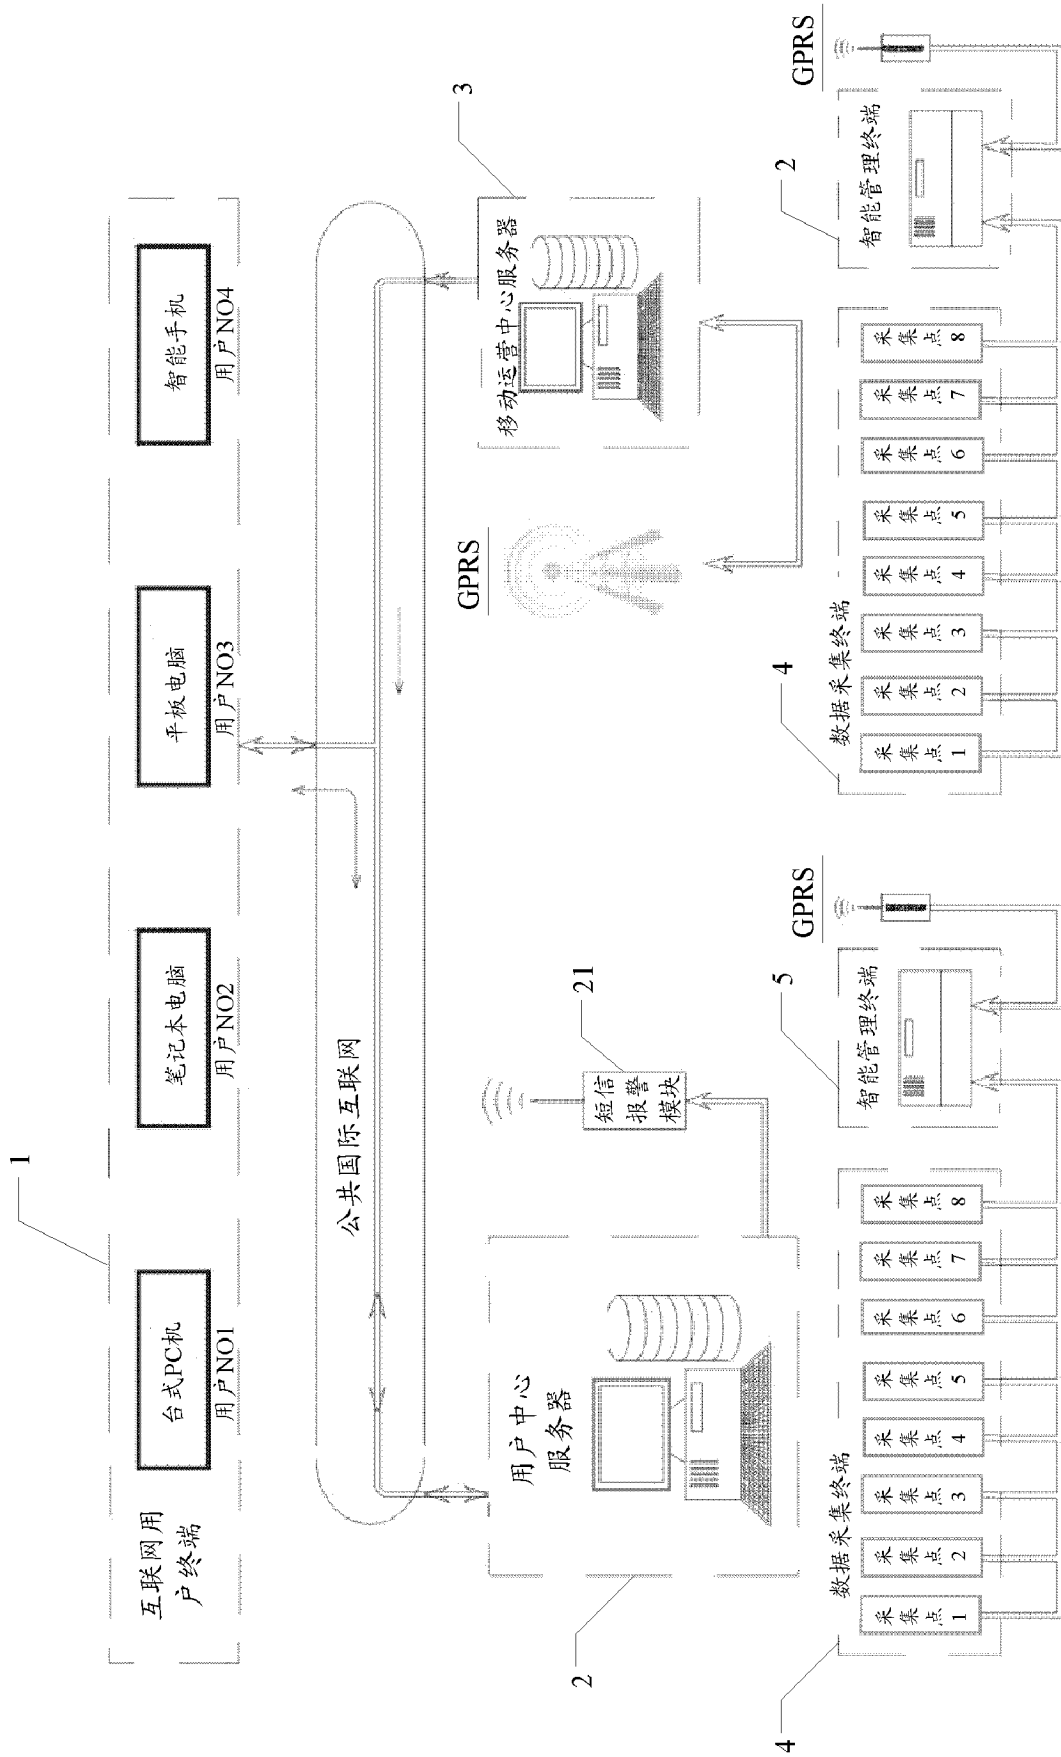 1
互联网用
户终端
台式PC机
用户NO1
笔记本电脑
用户NO2
平板电脑
用户NO3
智能手机
用户NO4
公共国际互联网
2
用户中心
服务器
短信
报警
模块
21
GPRS
移动运营中心服务器
3
4
数据采集终端
采集点1
采集点2
采集点3
采集点4
采集点5
采集点6
采集点7
采集点8
智能管理终端
5
GPRS
4
数据采集终端
采集点1
采集点2
采集点3
采集点4
采集点5
采集点6
采集点7
采集点8
智能管理终端
2
GPRS